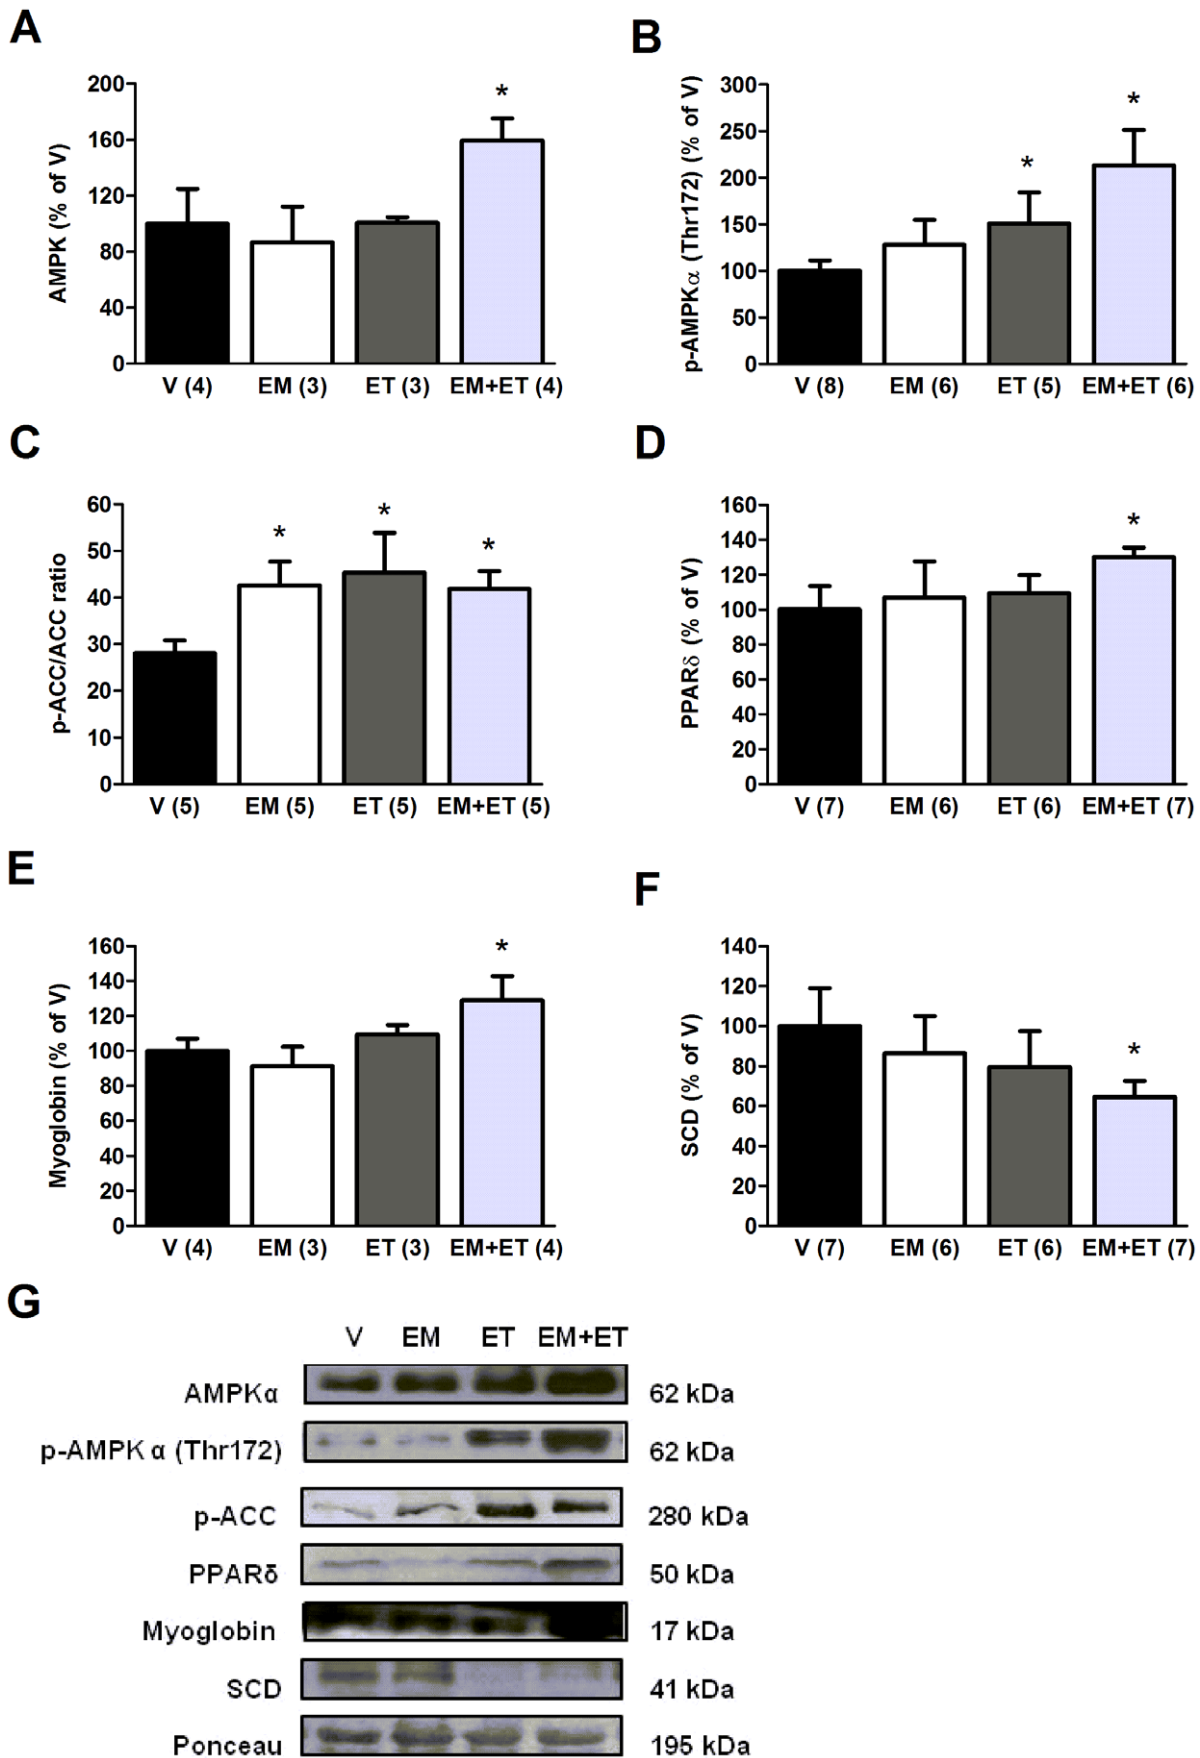 A
AMPK (% of V)
200
160
120
80
40
0
*
V (4) EM (3) ET (3) EM+ET (4)
B
p-AMPKα (Thr172) (% of V)
300
250
200
150
100
50
0
*
*
V (8) EM (6) ET (5) EM+ET (6)
C
p-ACC/ACC ratio
60
50
40
30
20
10
0
*
*
*
V (5) EM (5) ET (5) EM+ET (5)
D
PPARδ (% of V)
160
140
120
100
80
60
40
20
0
*
V (7) EM (6) ET (6) EM+ET (7)
E
Myoglobin (% of V)
160
140
120
100
80
60
40
20
0
*
V (4) EM (3) ET (3) EM+ET (4)
F
SCD (% of V)
140
120
100
80
60
40
20
0
*
V (7) EM (6) ET (6) EM+ET (7)
G
V EM ET EM+ET
AMPKα 62 kDa
p-AMPK α (Thr172) 62 kDa
p-ACC 280 kDa
PPARδ 50 kDa
Myoglobin 17 kDa
SCD 41 kDa
Ponceau 195 kDa